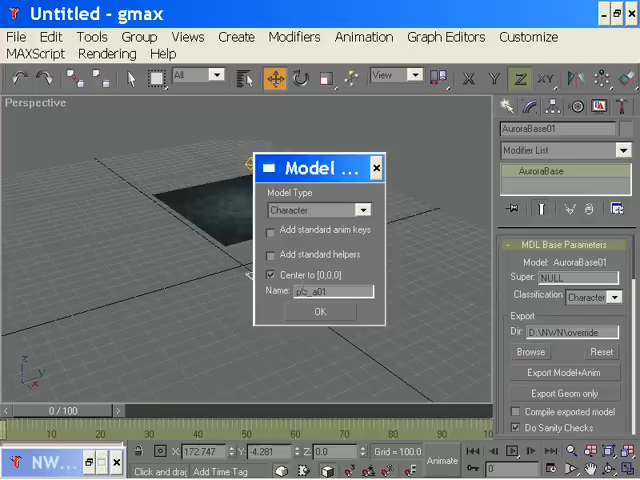 Untitled - gmax
File Edit Tools Group Views Create Modifiers Animation Graph Editors Customize
MAXScript Rendering Help
All
View
X Y Z XY
Perspective
AuroraBase01
Modifier List
AuroraBase
Model ...
Model Type
Character
Add standard anim keys
Add standard helpers
Center to [0,0,0]
Name:
OK
- MDL Base Parameters
Model: AuroraBase01
Super: NULL
Classification Character
Export
Dir D:\NWN\override
Browse Reset
Export Model+Anim
Export Geom only
Compile exported model
Do Sanity Checks
z
y
x
< 0 / 100 >
0 10 20 30 40 50 60 70 80 90 100
NW...
X: 172.747 Y: -4.281 Z: 0.0 Grid = 100.0
Click and drag Add Time Tag
Animate
0